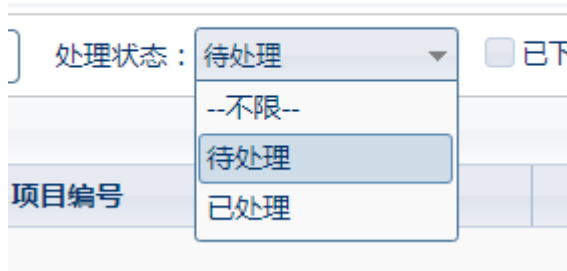 处理状态：待处理 已下
--不限--
待处理
项目编号
已处理